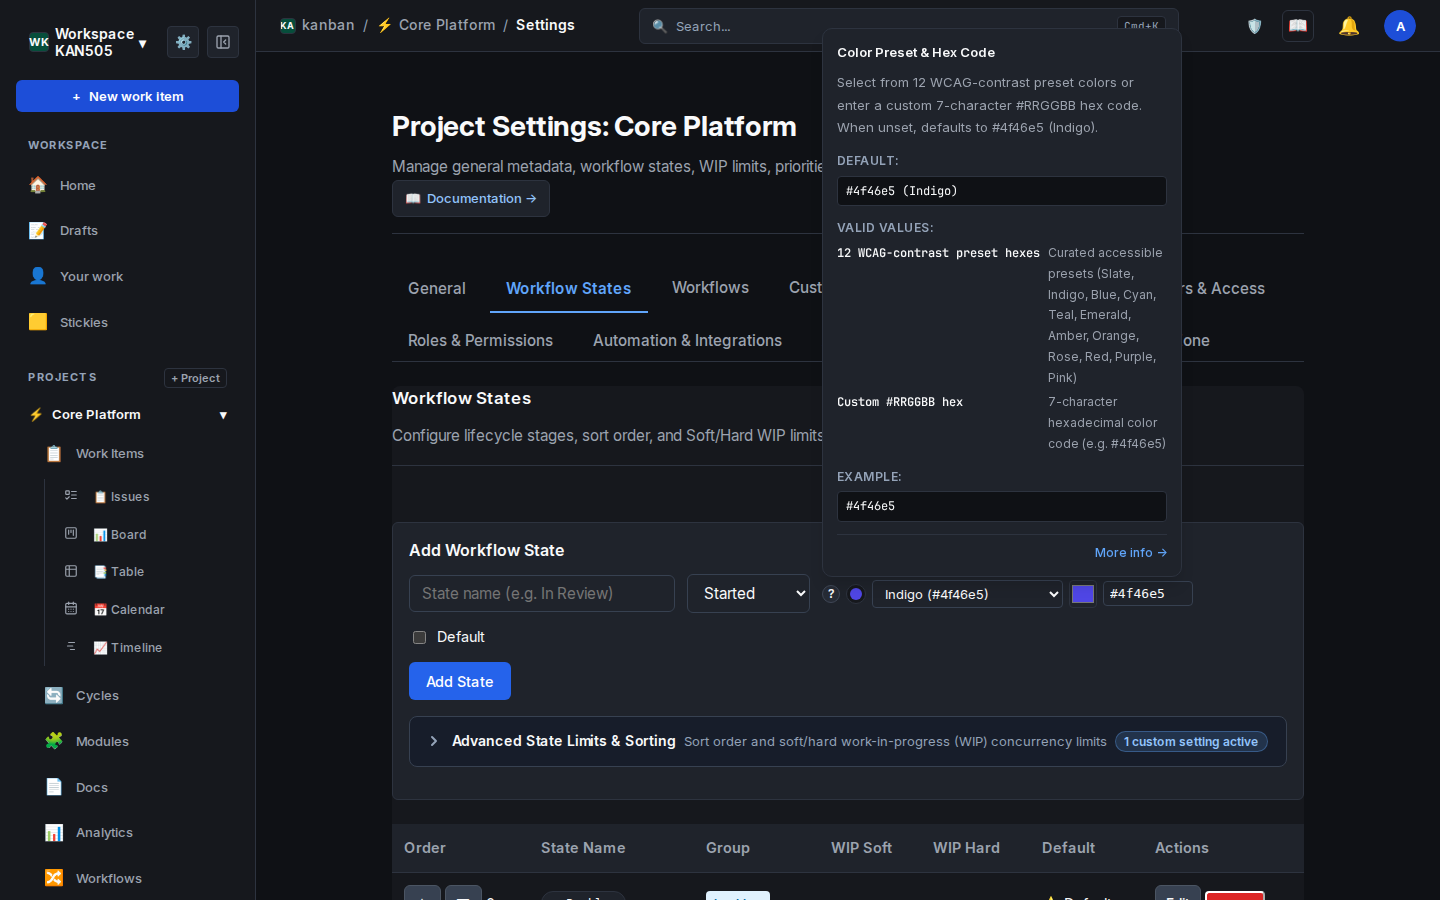 WK Workspace KAN505 ▾
+ New work item
WORKSPACE
Home
Drafts
Your work
Stickies
PROJECTS
+ Project
Core Platform ▾
Work Items
Issues
Board
Table
Calendar
Timeline
Cycles
Modules
Docs
Analytics
Workflows
KA kanban / ⚡ Core Platform / Settings
Search...
Cmd+K
A
Project Settings: Core Platform
Manage general metadata, workflow states, WIP limits,
Documentation →
General
Workflow States
Workflows
& Access
Roles & Permissions
Automation & Integrations
Workflow States
Configure lifecycle stages, sort order, and Soft/Hard WIP limits
Color Preset & Hex Code
Select from 12 WCAG-contrast preset colors or
enter a custom 7-character #RRGGBB hex code.
When unset, defaults to #4f46e5 (Indigo).
DEFAULT:
#4f46e5 (Indigo)
VALID VALUES:
12 WCAG-contrast preset hexes
Curated accessible
presets (Slate,
Indigo, Blue, Cyan,
Teal, Emerald,
Amber, Orange,
Rose, Red, Purple,
Pink)
Custom #RRGGBB hex
7-character
hexadecimal color
code (e.g. #4f46e5)
EXAMPLE:
#4f46e5
More info →
Add Workflow State
State name (e.g. In Review)
Started
?
Indigo (#4f46e5)
#4f46e5
Default
Add State
Advanced State Limits & Sorting
Sort order and soft/hard work-in-progress (WIP) concurrency limits
1 custom setting active
Order
State Name
Group
WIP Soft
WIP Hard
Default
Actions